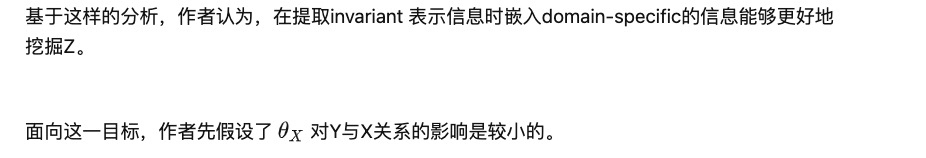 基于这样的分析，作者认为，在提取invariant 表示信息时嵌入domain-specific的信息能够更好地
挖掘Z。
面向这一目标，作者先假设了 θ_X 对Y与X关系的影响是较小的。